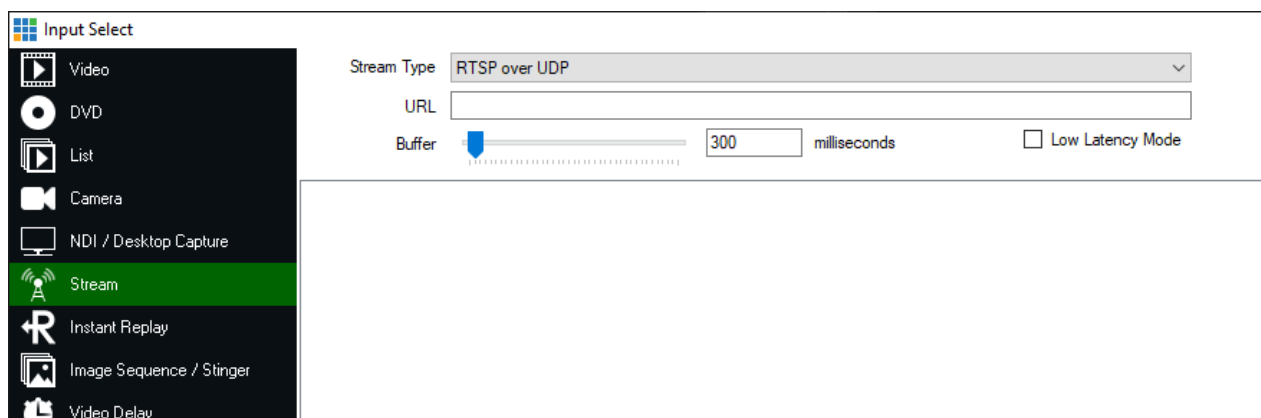 Input Select
Video
DVD
List
Camera
NDI / Desktop Capture
Stream
Instant Replay
Image Sequence / Stinger
Video Delay
Stream Type RTSP over UDP
URL
Buffer 300 milliseconds Low Latency Mode